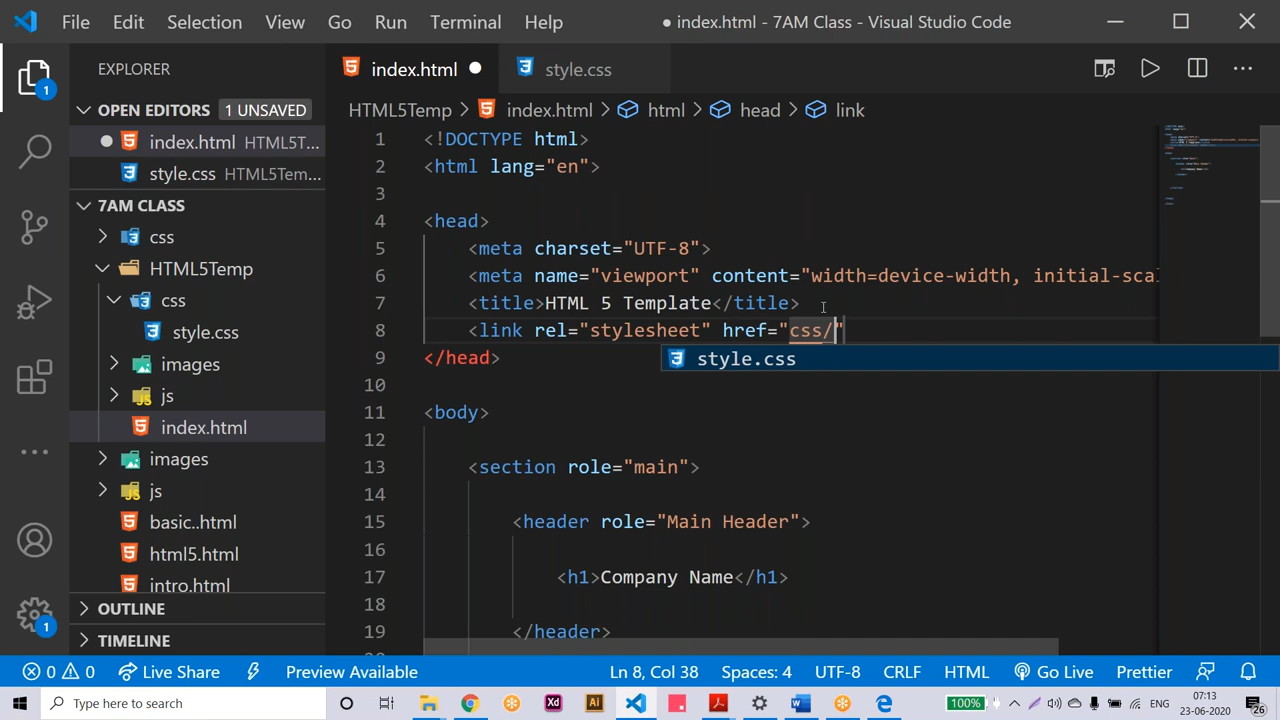 File Edit Selection View Go Run Terminal Help ● index.html - 7AM Class - Visual Studio Code
EXPLORER
OPEN EDITORS 1 UNSAVED
index.html HTML5T...
style.css HTML5Tem...
7AM CLASS
css
HTML5Temp
css
style.css
images
js
index.html
images
js
basic..html
html5.html
intro.html
OUTLINE
TIMELINE
1
1
index.html ●
style.css
HTML5Temp > index.html > html > head > link
1 <!DOCTYPE html>
2 <html lang="en">
3
4 <head>
5 <meta charset="UTF-8">
6 <meta name="viewport" content="width=device-width, initial-scal
7 <title>HTML 5 Template</title>
8 <link rel="stylesheet" href="css/"
style.css
9 </head>
10
11 <body>
12
13 <section role="main">
14
15 <header role="Main Header">
16
17 <h1>Company Name</h1>
18
19 </header>
0 0 Live Share Preview Available Ln 8, Col 38 Spaces: 4 UTF-8 CRLF HTML Go Live Prettier
Type here to search
Xd Ai
100% ENG 07:13
23-06-2020
26